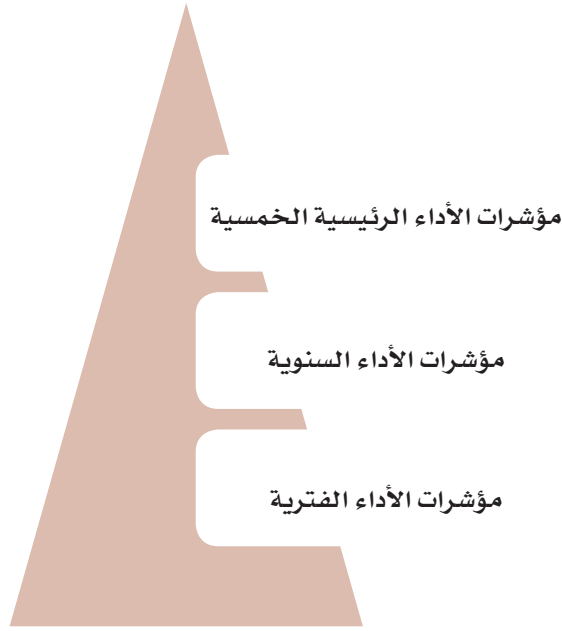 مؤشرات الأداء الرئيسية الخمسية
مؤشرات الأداء السنوية
مؤشرات الأداء الفترية